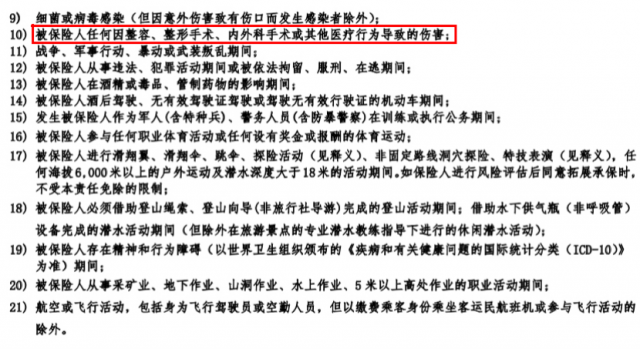 9) 细菌或病毒感染（但因意外伤害致有伤口而发生感染者除外）；
10) 被保险人任何因整容、整形手术、内外科手术或其他医疗行为导致的伤害；
11) 战争、军事行动、暴动或武装叛乱期间；
12) 被保险人从事违法、犯罪活动期间或被依法拘留、服刑、在逃期间；
13) 被保险人在酒精或毒品、管制药物的影响期间；
14) 被保险人酒后驾驶、无有效驾驶证驾驶或驾驶无有效行驶证的机动车期间；
15) 发生被保险人作为军人(含特种兵)、警务人员(含防暴警察)在训练或执行公务期间；
16) 被保险人参与任何职业体育活动或任何设有奖金或报酬的体育运动；
17) 被保险人进行滑翔翼、滑翔伞、跳伞、探险活动（见释义）、非固定路线洞穴探险、特技表演（见释义），任
何海拔6,000米以上的户外运动及潜水深度大于18米的活动期间。如保险人进行风险评估后同意拓展承保时，
不受本责任免除的限制；
18) 被保险人必须借助登山绳索、登山向导(非旅行社导游)完成的登山活动期间；借助水下供气瓶（非呼吸管）
设备完成的潜水活动期间（但除外在旅游景点的专业潜水教练指导下进行的休闲潜水活动）；
19) 被保险人存在精神和行为障碍（以世界卫生组织颁布的《疾病和有关健康问题的国际统计分类（ICD-10）》
为准）期间；
20) 被保险人从事采矿业、地下作业、山洞作业、水上作业、5米以上高处作业的职业活动期间；
21) 航空或飞行活动，包括身为飞行驾驶员或空勤人员，但以缴费乘客身份乘坐客运民航班机或参与飞行活动的
除外。